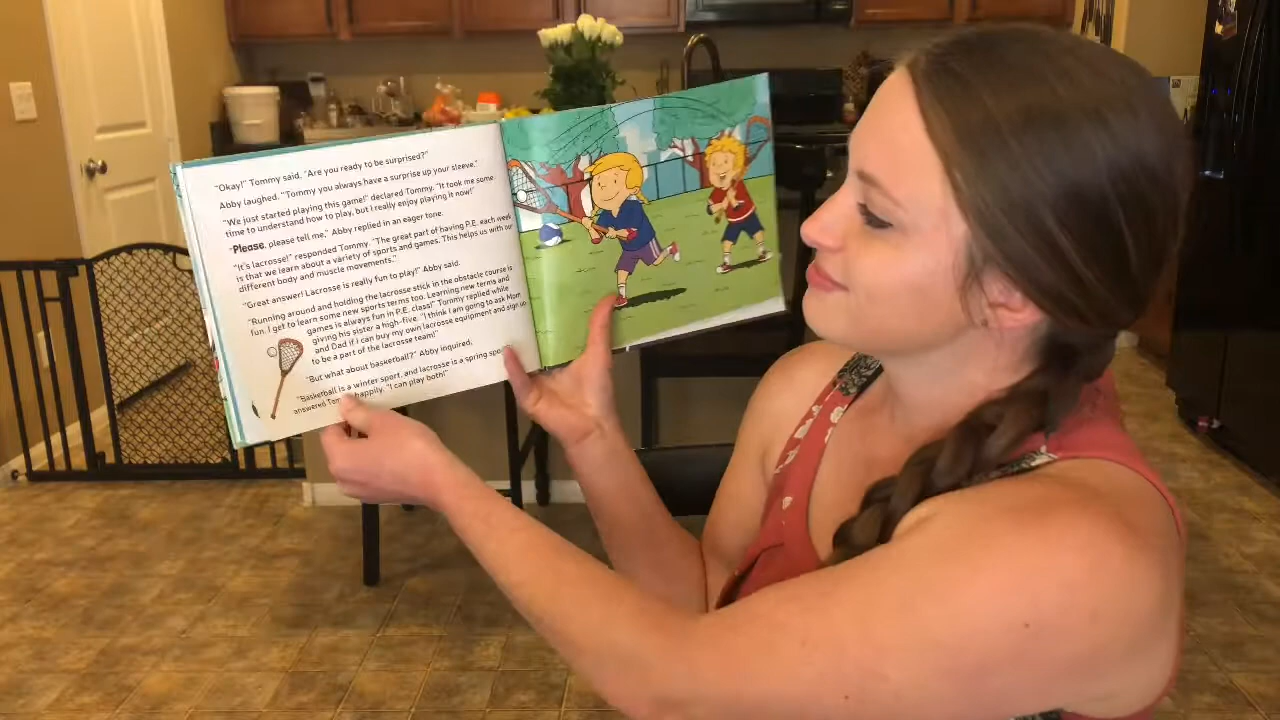 "Okay!" Tommy said. "Are you ready to be surprised?"
Abby laughed. "Tommy you always have a surprise up your sleeve."
"We just started playing this game!" declared Tommy. "It took me some
time to understand how to play, but I really enjoy playing it now!"
"Please, please tell me," Abby replied in an eager tone.
"It's lacrosse!" responded Tommy. "The great part of having P.E. each week
is that we learn about a variety of sports and games. This helps us with our
different body and muscle movements."
"Great answer! Lacrosse is really fun to play!" Abby said.
"Running around and holding the lacrosse stick in the obstacle course is
fun. I get to learn some new sports terms too. Learning new terms and
games is always fun in P.E. class!" Tommy replied while
giving his sister a high-five. "I think I am going to ask Mom
and Dad if I can buy my own lacrosse equipment and sign up
to be a part of the lacrosse team!"
"But what about basketball?" Abby inquired.
"Basketball is a winter sport, and lacrosse is a spring
answered happily. "I can play both!"